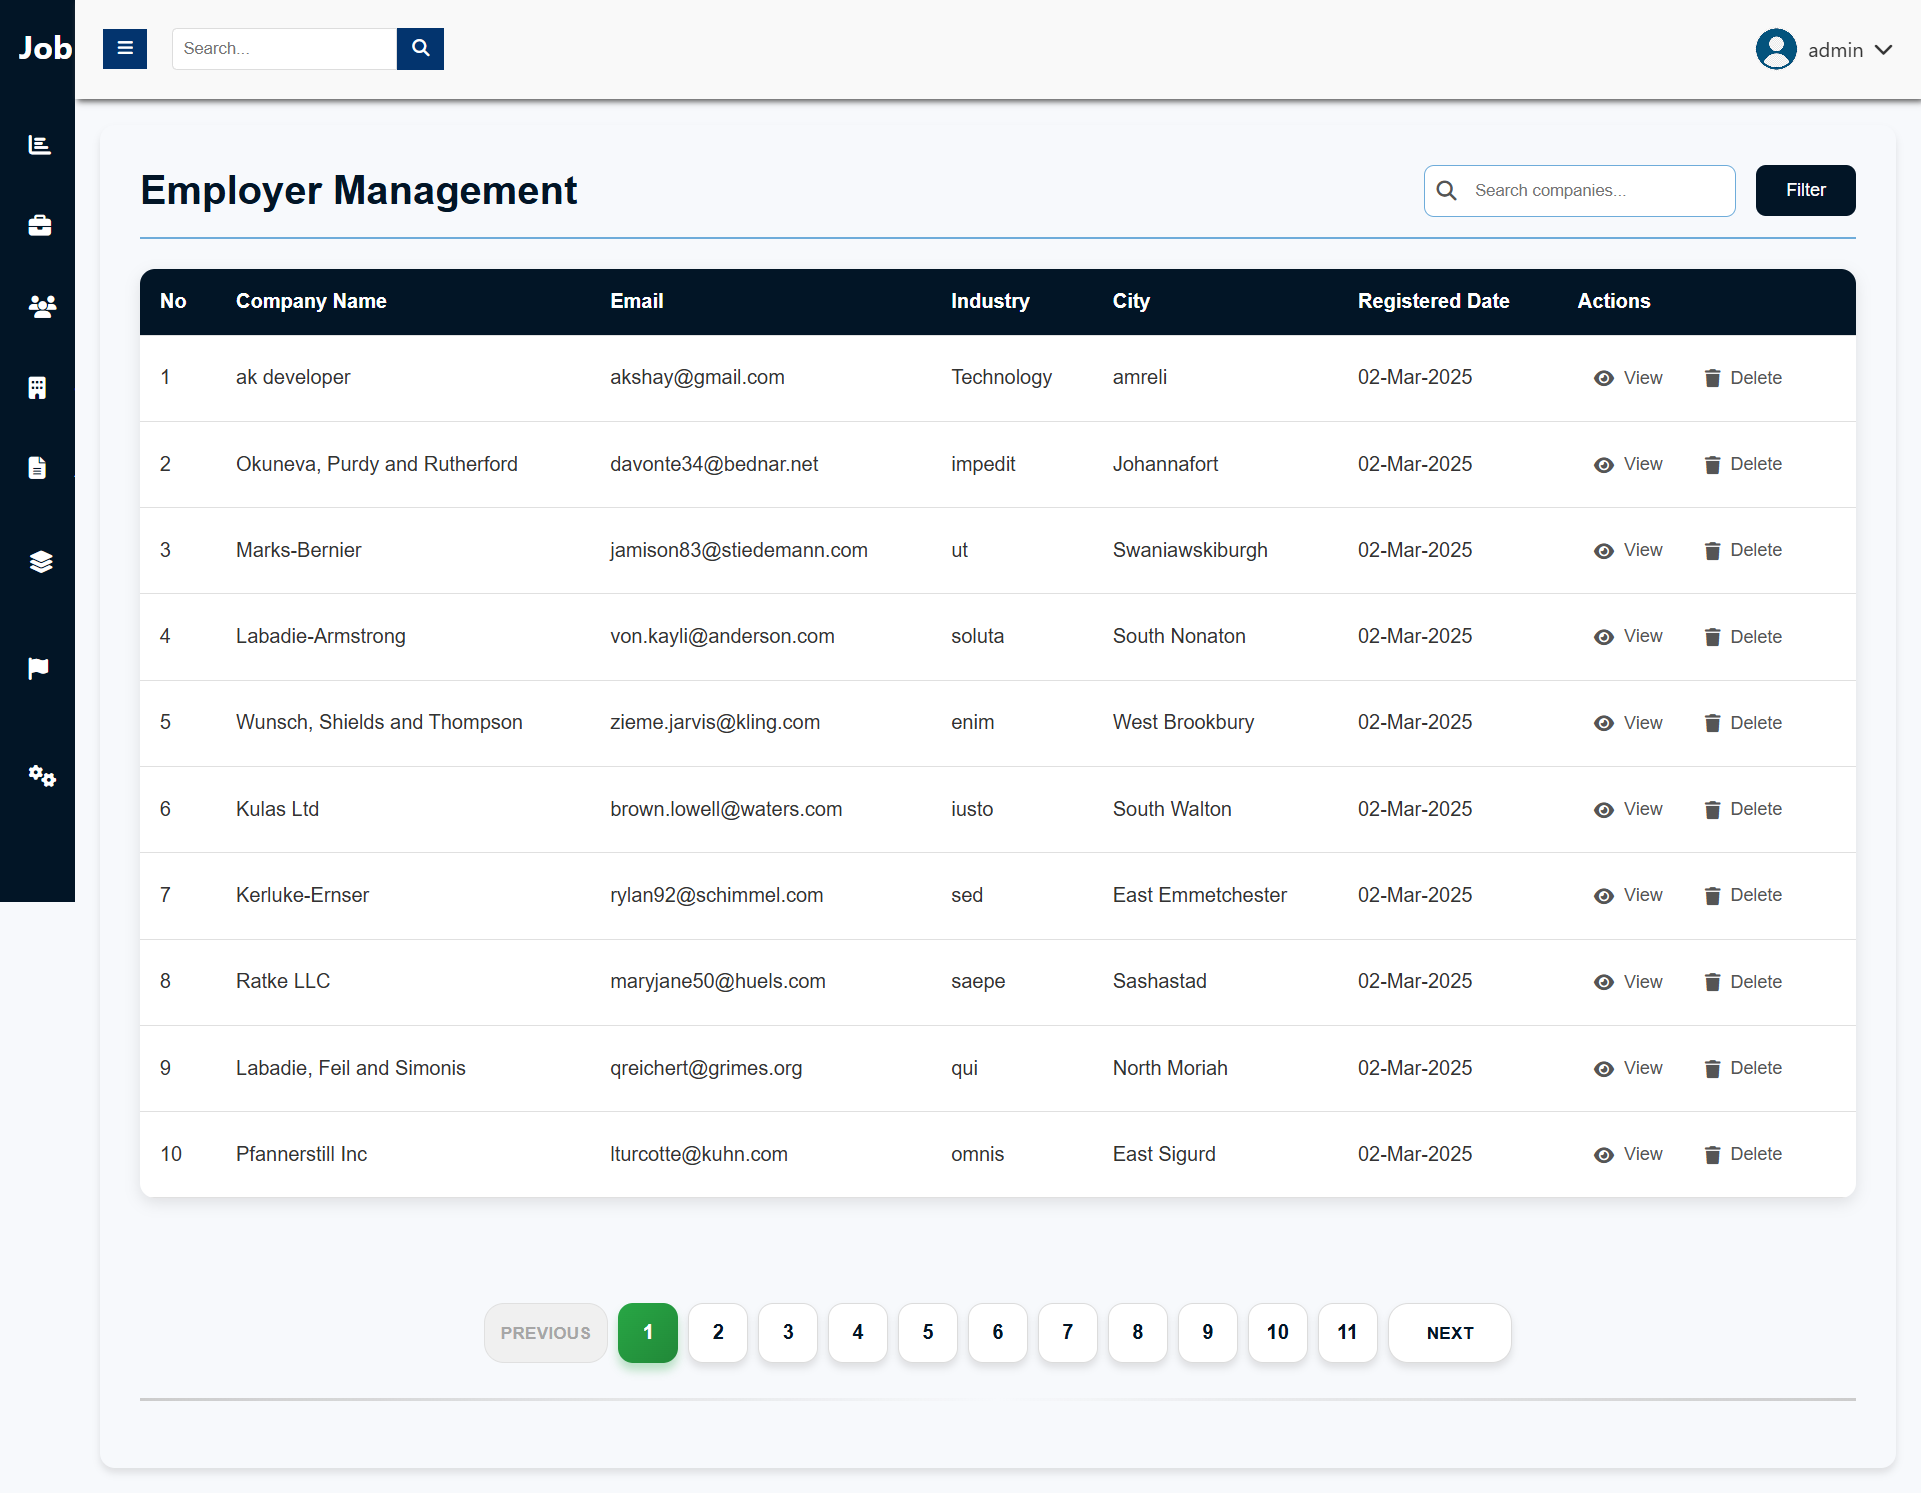 Job
Search...
admin
Employer Management
Search companies...
Filter
No Company Name Email Industry City Registered Date Actions
1 ak developer akshay@gmail.com Technology amreli 02-Mar-2025 View Delete
2 Okuneva, Purdy and Rutherford davonte34@bednar.net impedit Johannafort 02-Mar-2025 View Delete
3 Marks-Bernier jamison83@stiedemann.com ut Swaniawskiburgh 02-Mar-2025 View Delete
4 Labadie-Armstrong von.kayli@anderson.com soluta South Nonaton 02-Mar-2025 View Delete
5 Wunsch, Shields and Thompson zieme.jarvis@kling.com enim West Brookbury 02-Mar-2025 View Delete
6 Kulas Ltd brown.lowell@waters.com iusto South Walton 02-Mar-2025 View Delete
7 Kerluke-Ernser rylan92@schimmel.com sed East Emmetchester 02-Mar-2025 View Delete
8 Ratke LLC maryjane50@huels.com saepe Sashastad 02-Mar-2025 View Delete
9 Labadie, Feil and Simonis qreichert@grimes.org qui North Moriah 02-Mar-2025 View Delete
10 Pfannerstill Inc lturcotte@kuhn.com omnis East Sigurd 02-Mar-2025 View Delete
PREVIOUS 1 2 3 4 5 6 7 8 9 10 11 NEXT